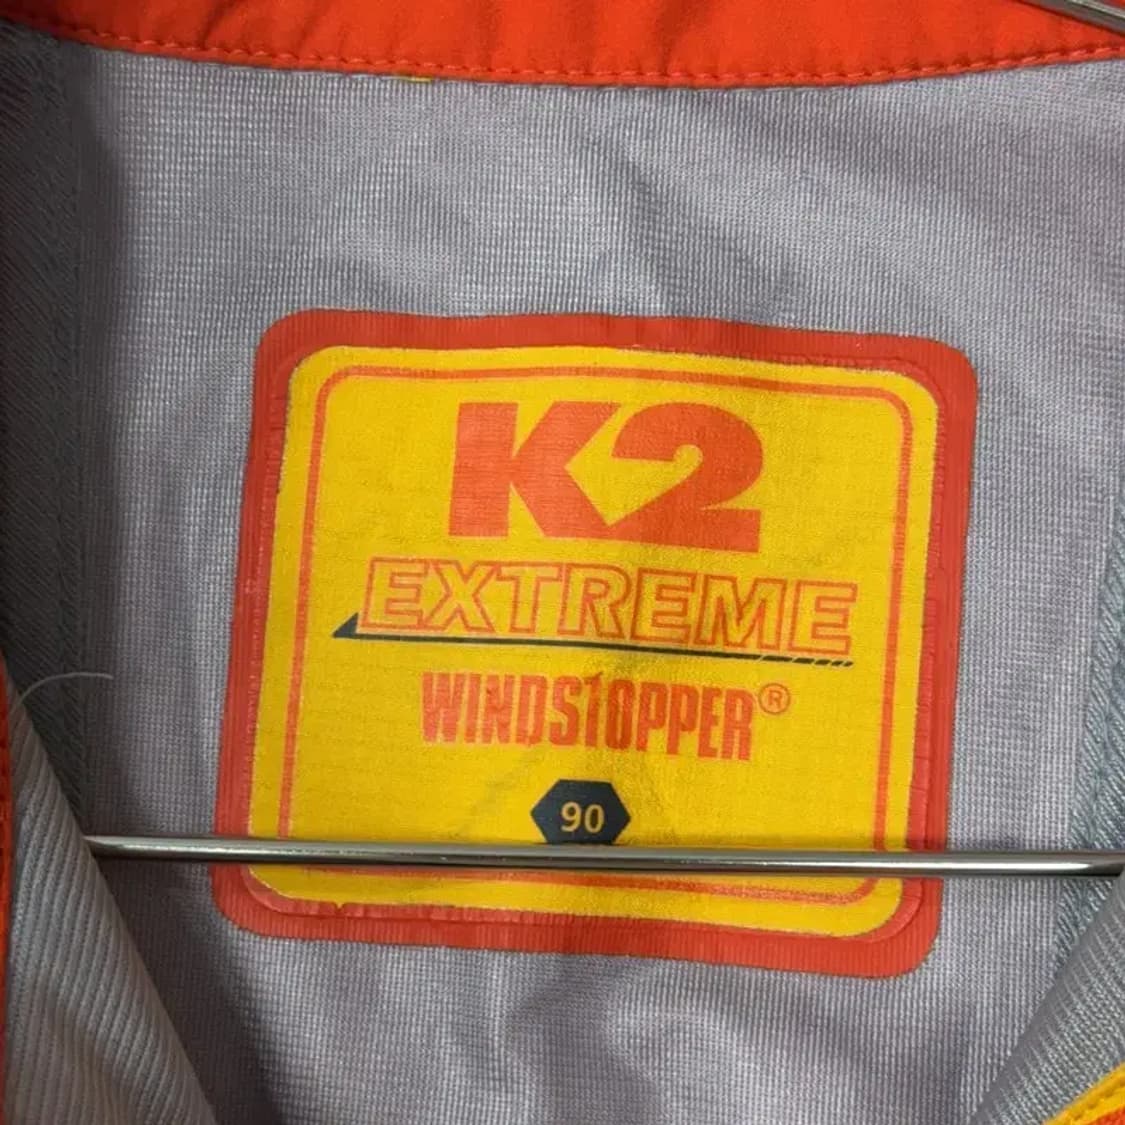 K2
EXTREME
WINDSTOPPER®
90